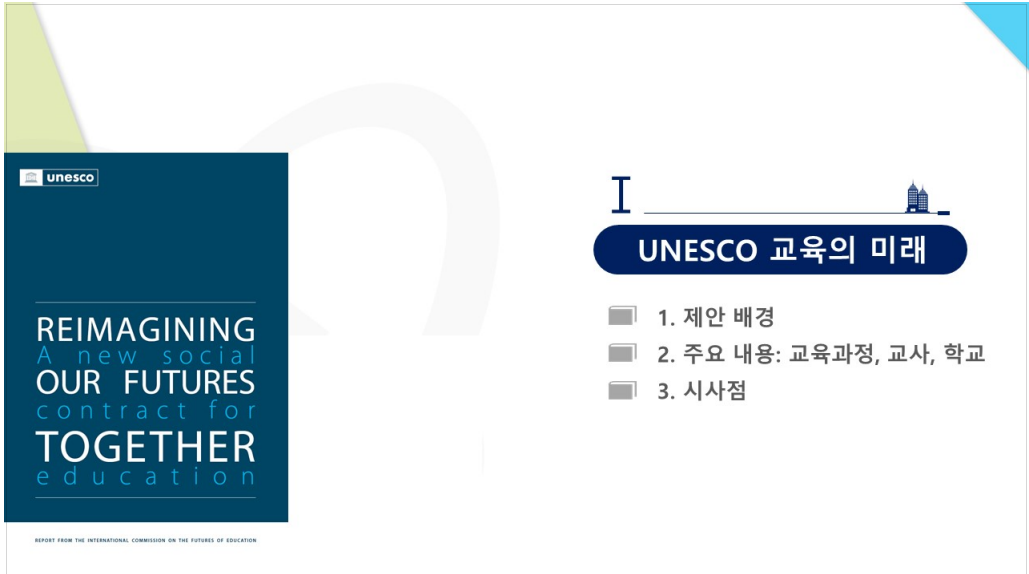 unesco
REIMAGINING
A new social
OUR FUTURES
contract for
TOGETHER
education
REPORT FROM THE INTERNATIONAL COMMISSION ON THE FUTURES OF EDUCATION
I
UNESCO 교육의 미래
1. 제안 배경
2. 주요 내용: 교육과정, 교사, 학교
3. 시사점